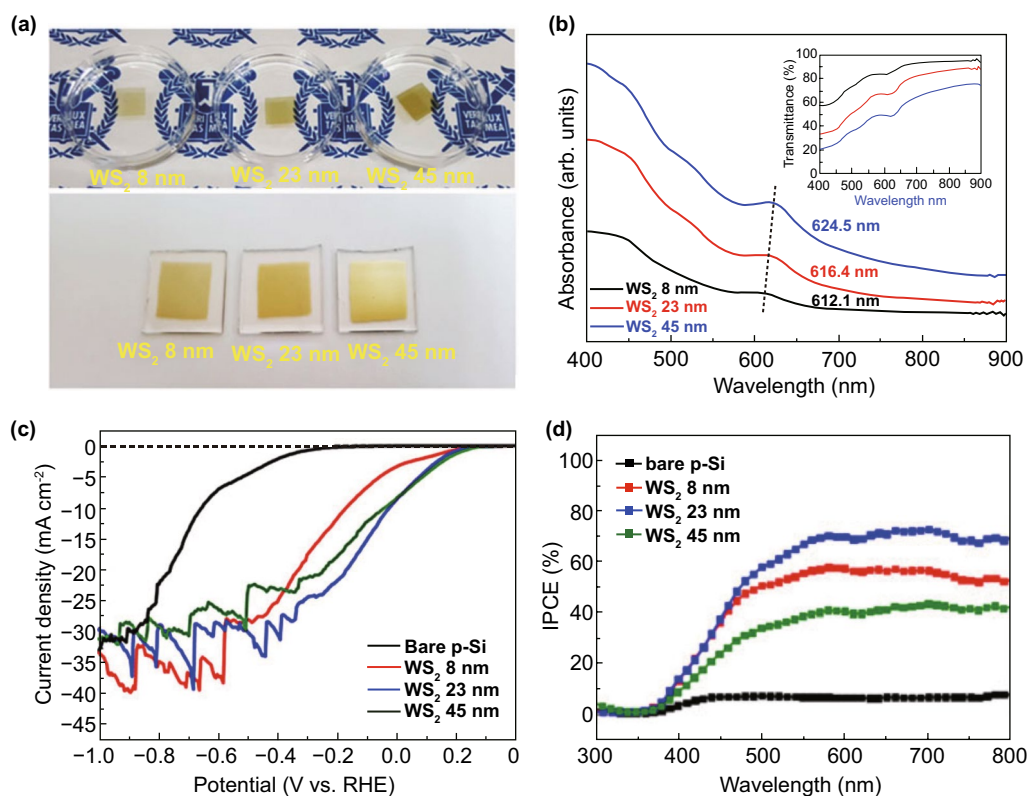 (a)
VERI
LUX
TAS
MEA
WS2 8 nm
WS2 23 nm
WS2 45 nm
WS2 8 nm
WS2 23 nm
WS2 45 nm
(b)
Absorbance (arb. units)
624.5 nm
616.4 nm
612.1 nm
WS2 8 nm
WS2 23 nm
WS2 45 nm
400 500 600 700 800 900
Wavelength (nm)
Transmittance (%)
100
80
60
40
20
0
400 500 600 700 800 900
Wavelength nm
(c)
Current density (mA cm-2)
0
−5
−10
−15
−20
−25
−30
−35
−40
−45
Bare p-Si
WS2 8 nm
WS2 23 nm
WS2 45 nm
−1.0 −0.8 −0.6 −0.4 −0.2 0.0 0
Potential (V vs. RHE)
(d)
IPCE (%)
100
80
60
40
20
0
bare p-Si
WS2 8 nm
WS2 23 nm
WS2 45 nm
300 400 500 600 700 800
Wavelength (nm)